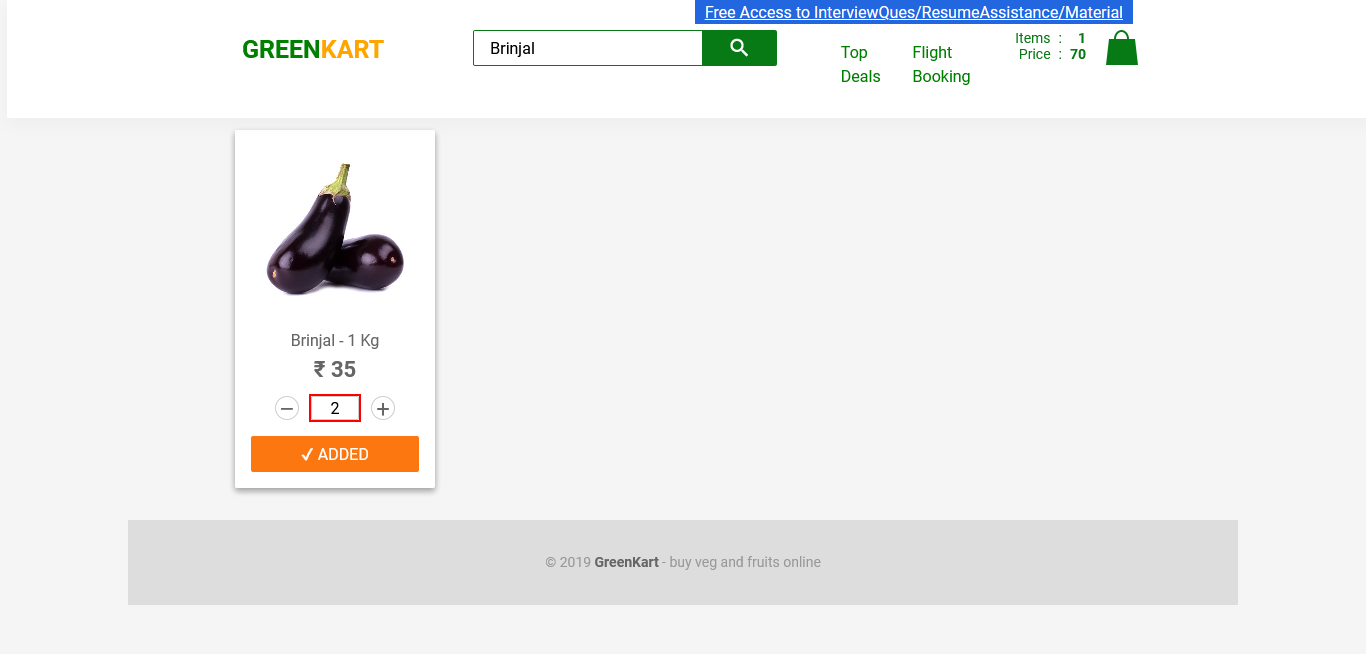 Free Access to InterviewQues/ResumeAssistance/Material
GREENKART
Brinjal
Top Deals
Flight Booking
Items : 1
Price : 70
Brinjal - 1 Kg
₹ 35
2
✓ ADDED
© 2019 GreenKart - buy veg and fruits online